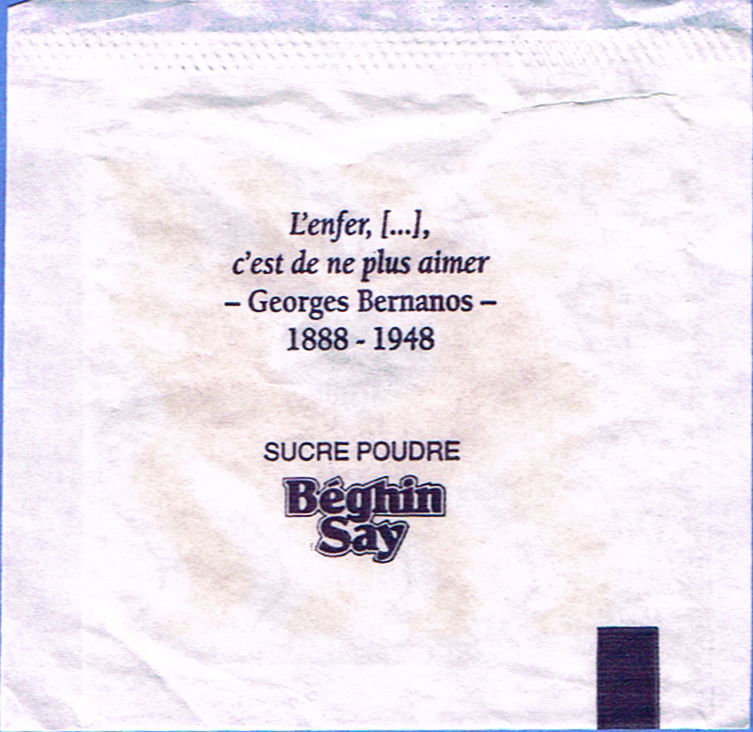 L'enfer, [...],
c'est de ne plus aimer
– Georges Bernanos –
1888 - 1948
SUCRE POUDRE
Béghin
Say